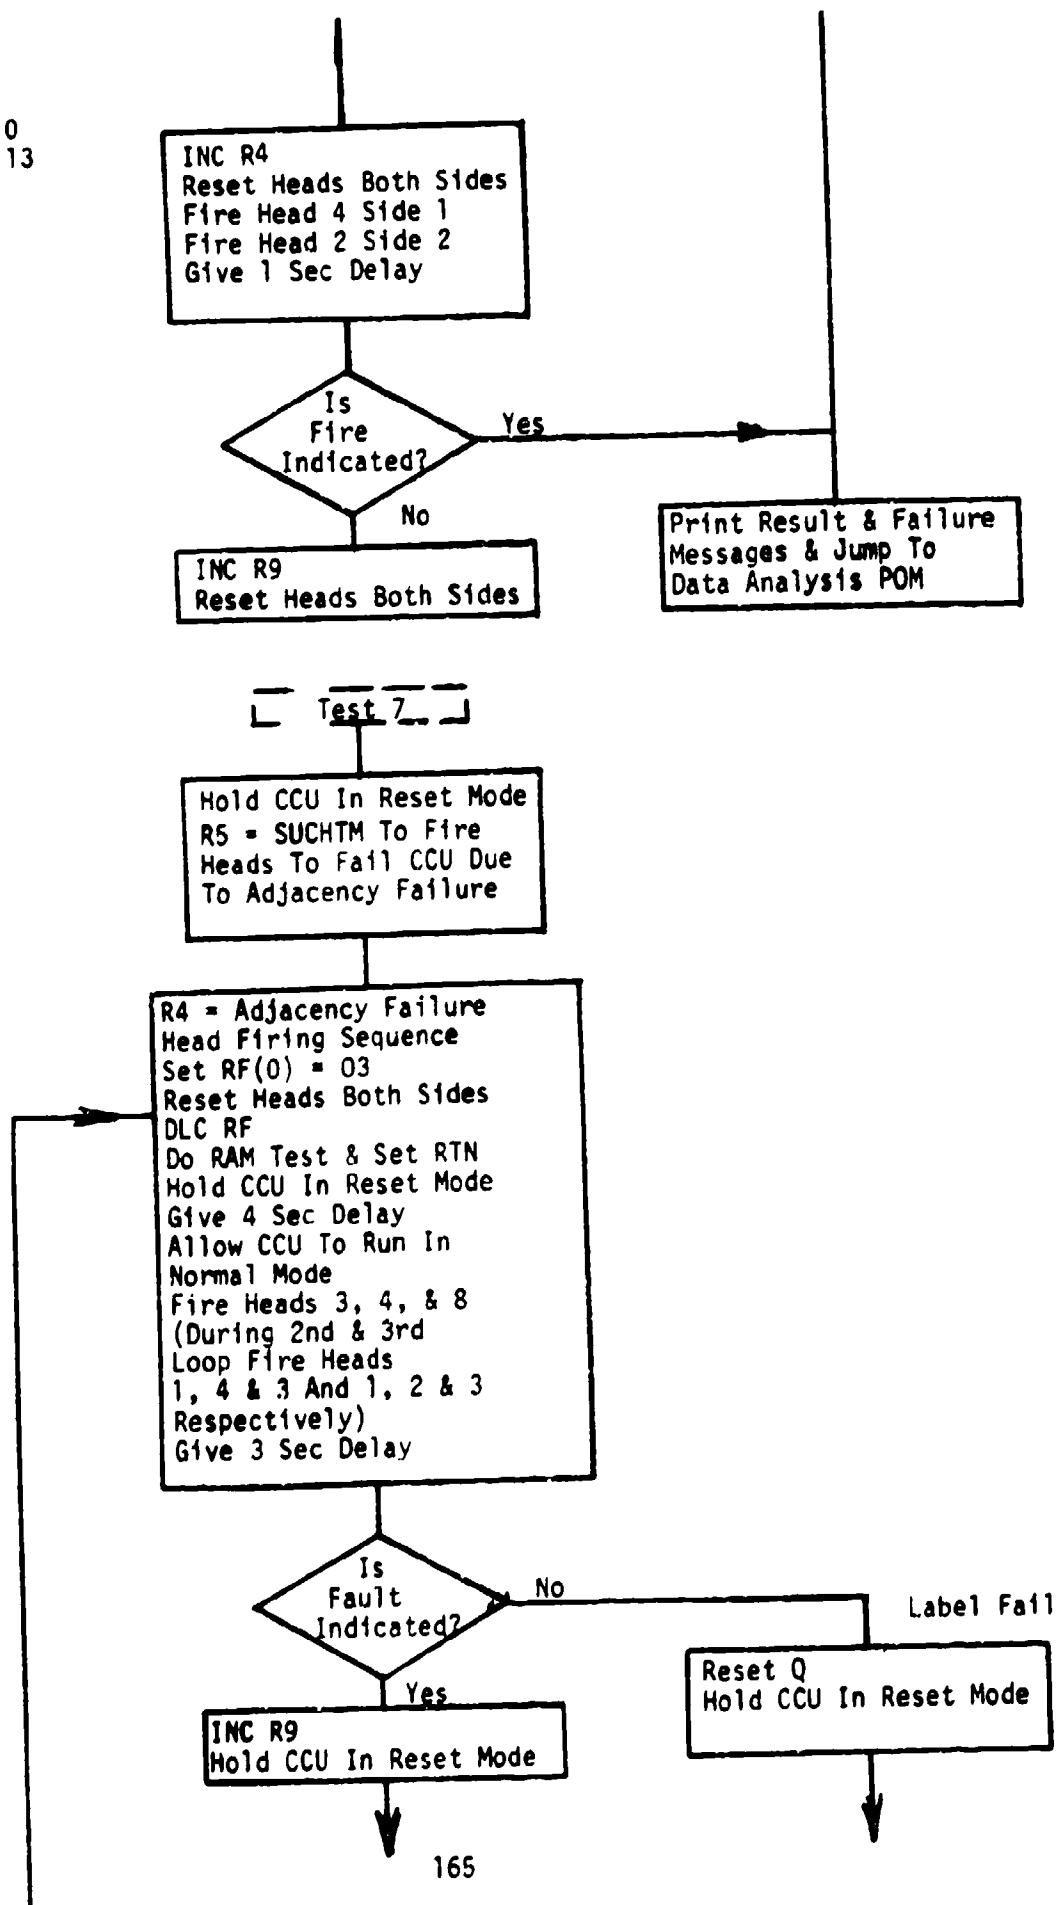 0
13
INC R4
Reset Heads Both Sides
Fire Head 4 Side 1
Fire Head 2 Side 2
Give 1 Sec Delay
Is
Fire
Indicated?
Yes
No
INC R9
Reset Heads Both Sides
Print Result & Failure
Messages & Jump To
Data Analysis POM
Test 7
Hold CCU In Reset Mode
R5 = SUCHTM To Fire
Heads To Fail CCU Due
To Adjacency Failure
R4 = Adjacency Failure
Head Firing Sequence
Set RF(0) = 03
Reset Heads Both Sides
DLC RF
Do RAM Test & Set RTN
Hold CCU In Reset Mode
Give 4 Sec Delay
Allow CCU To Run In
Normal Mode
Fire Heads 3, 4, & 8
(During 2nd & 3rd
Loop Fire Heads
1, 4 & 3 And 1, 2 & 3
Respectively)
Give 3 Sec Delay
Is
Fault
Indicated?
No
Yes
Label Fail
Reset Q
Hold CCU In Reset Mode
INC R9
Hold CCU In Reset Mode
165